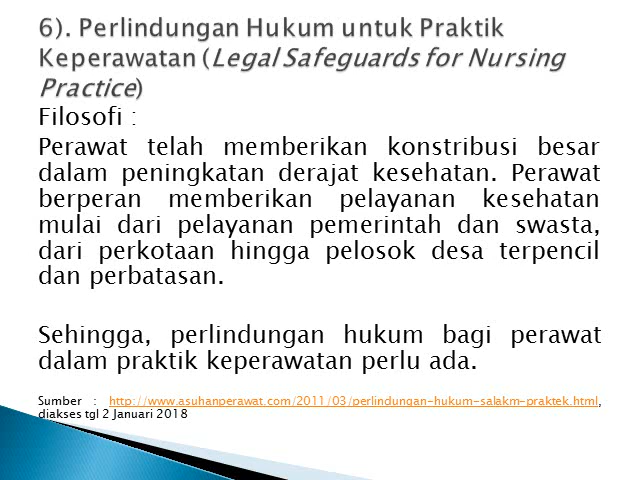 6). Perlindungan Hukum untuk Praktik
Keperawatan (Legal Safeguards for Nursing
Practice)
Filosofi :
Perawat telah memberikan konstribusi besar
dalam peningkatan derajat kesehatan. Perawat
berperan memberikan pelayanan kesehatan
mulai dari pelayanan pemerintah dan swasta,
dari perkotaan hingga pelosok desa terpencil
dan perbatasan.
Sehingga, perlindungan hukum bagi perawat
dalam praktik keperawatan perlu ada.
Sumber : http://www.asuhanperawat.com/2011/03/perlindungan-hukum-salakm-praktek.html,
diakses tgl 2 Januari 2018